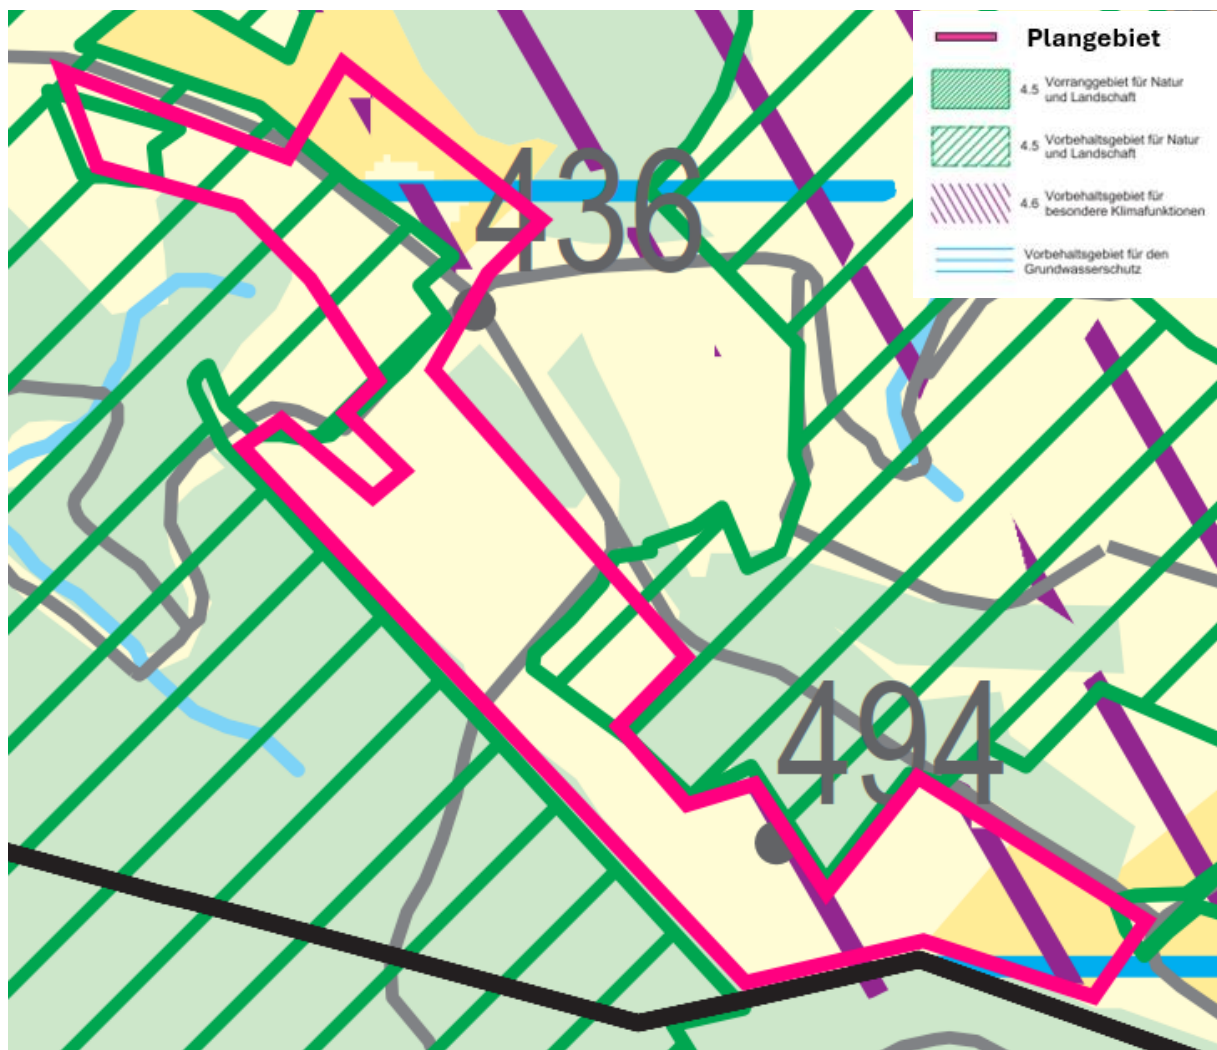 Plangebiet
4.5 Vorranggebiet für Natur
und Landschaft
4.5 Vorbehaltsgebiet für Natur
und Landschaft
4.6 Vorbehaltsgebiet für
besondere Klimafunktionen
Vorbehaltsgebiet für den
Grundwasserschutz
436
494